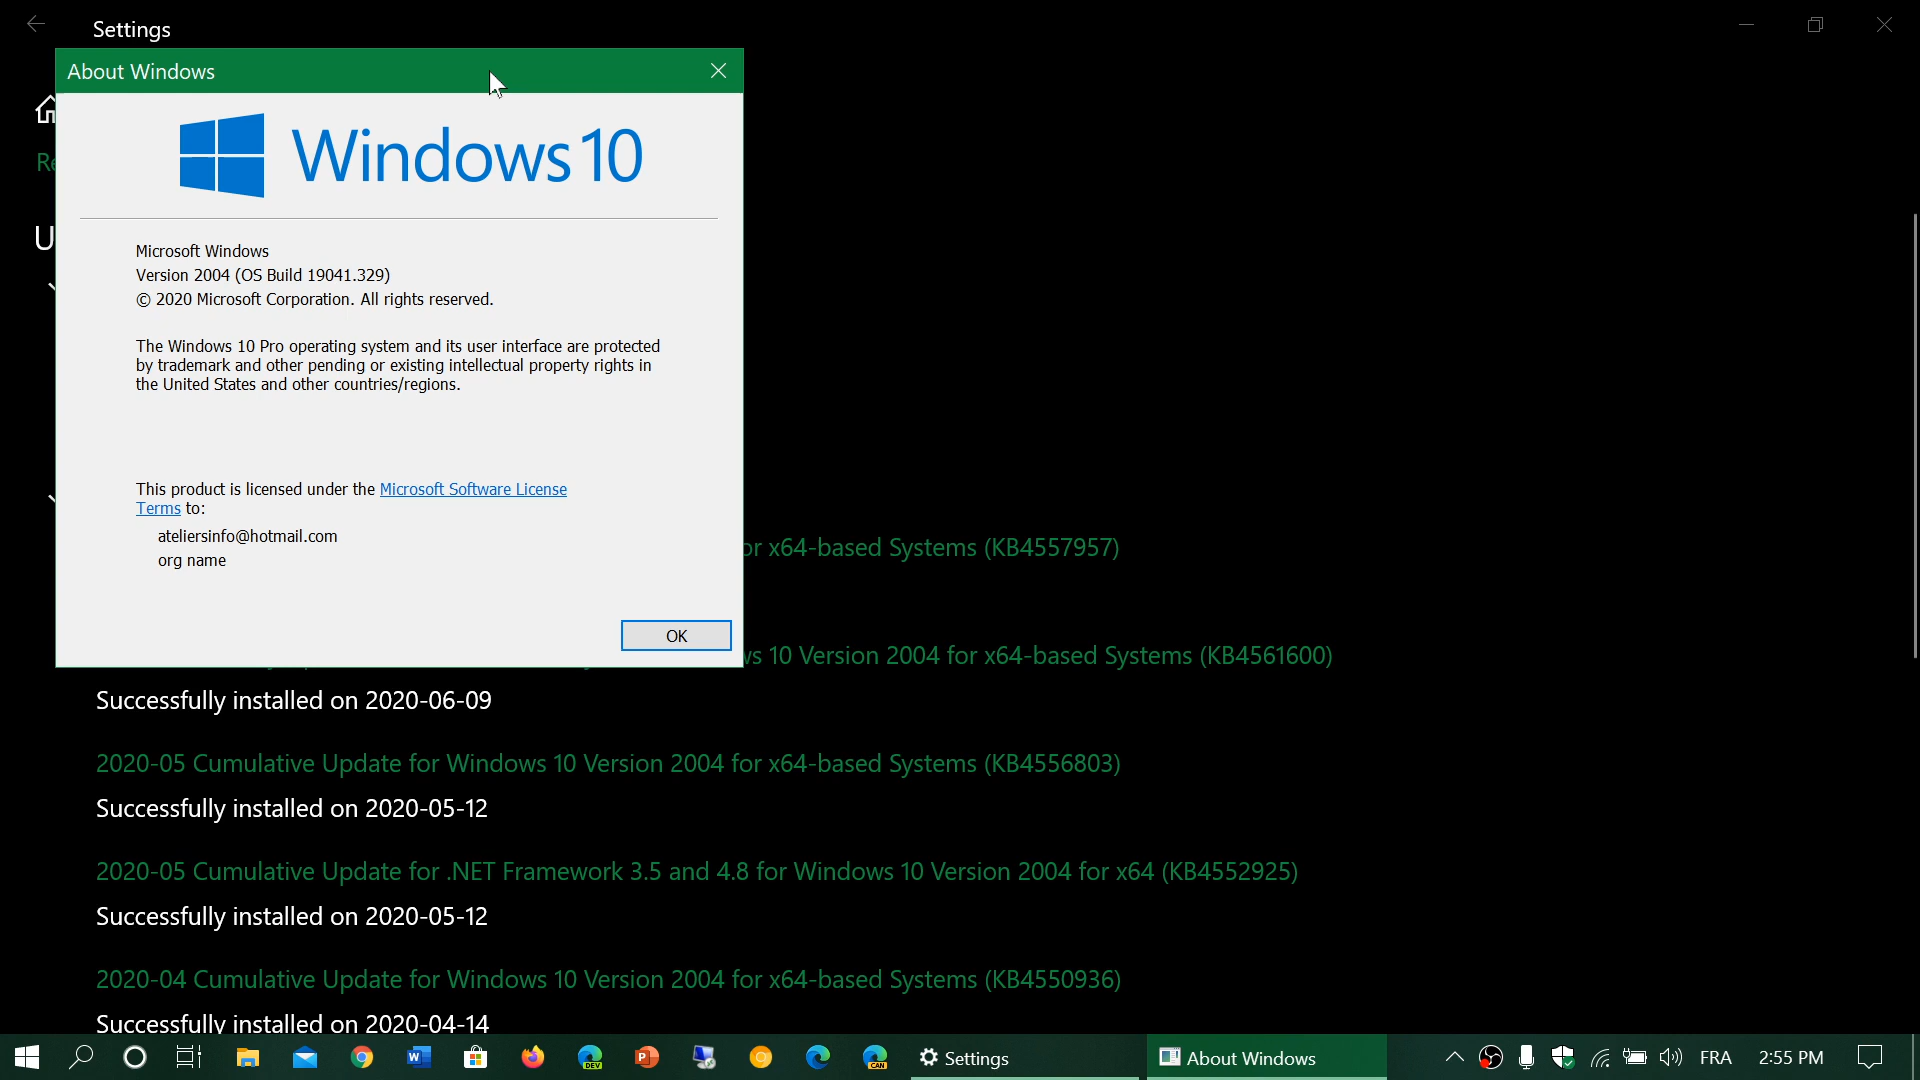 Settings
About Windows
Windows 10
Microsoft Windows
Version 2004 (OS Build 19041.329)
© 2020 Microsoft Corporation. All rights reserved.
The Windows 10 Pro operating system and its user interface are protected
by trademark and other pending or existing intellectual property rights in
the United States and other countries/regions.
This product is licensed under the Microsoft Software License
Terms to:
ateliersinfo@hotmail.com
org name
OK
x64-based Systems (KB4557957)
10 Version 2004 for x64-based Systems (KB4561600)
Successfully installed on 2020-06-09
2020-05 Cumulative Update for Windows 10 Version 2004 for x64-based Systems (KB4556803)
Successfully installed on 2020-05-12
2020-05 Cumulative Update for .NET Framework 3.5 and 4.8 for Windows 10 Version 2004 for x64 (KB4552925)
Successfully installed on 2020-05-12
2020-04 Cumulative Update for Windows 10 Version 2004 for x64-based Systems (KB4550936)
Successfully installed on 2020-04-14
DEV
CAN
Settings
About Windows
FRA
2:55 PM